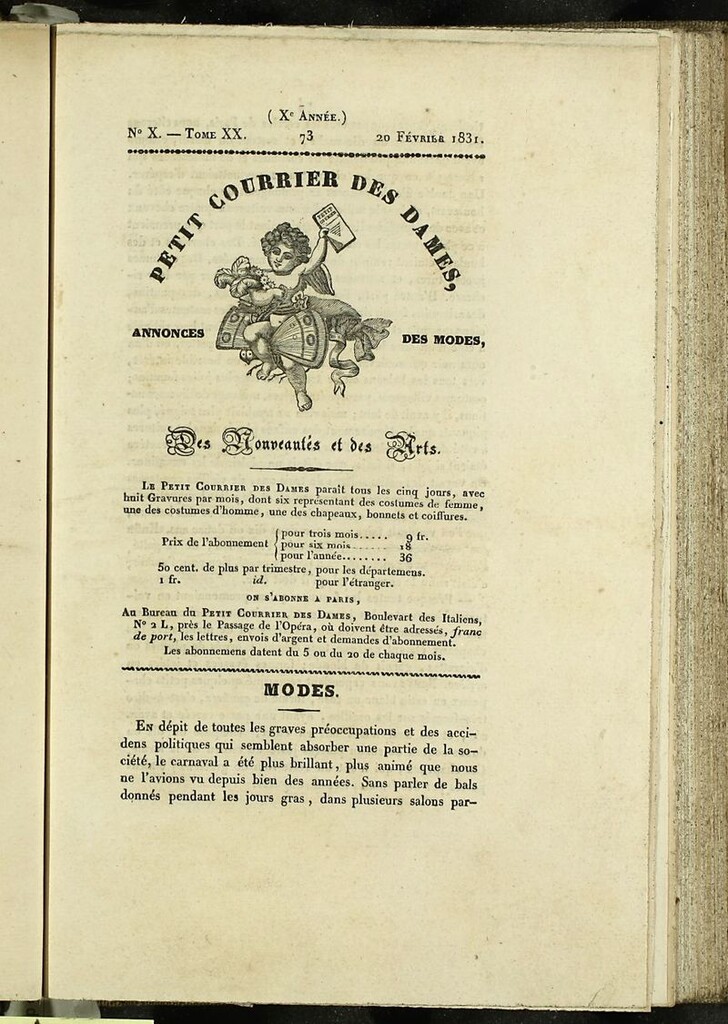 ( Xᵉ Année.)
Nº X. — Tome XX. 73 20 Février 1831.
PETIT COURRIER DES DAMES,
ANNONCES DES MODES,
Des Nouveautés et des Arts.
Le Petit Courrier des Dames paraît tous les cinq jours, avec
huit Gravures par mois, dont six représentant des costumes de femme,
une des costumes d'homme, une des chapeaux, bonnets et coiffures.
Prix de l'abonnement
pour trois mois..... 9 fr.
pour six mois........ 18
pour l'année........ 36
50 cent. de plus par trimestre, pour les départemens.
1 fr. id. pour l'étranger.
ON S'ABONNE A PARIS,
Au Bureau du Petit Courrier des Dames, Boulevart des Italiens,
Nº 2 L, près le Passage de l'Opéra, où doivent être adressés, franc
de port, les lettres, envois d'argent et demandes d'abonnement.
Les abonnemens datent du 5 ou du 20 de chaque mois.
MODES.
En dépit de toutes les graves préoccupations et des acci-
dens politiques qui semblent absorber une partie de la so-
ciété, le carnaval a été plus brillant, plus animé que nous
ne l'avions vu depuis bien des années. Sans parler de bals
donnés pendant les jours gras, dans plusieurs salons par-